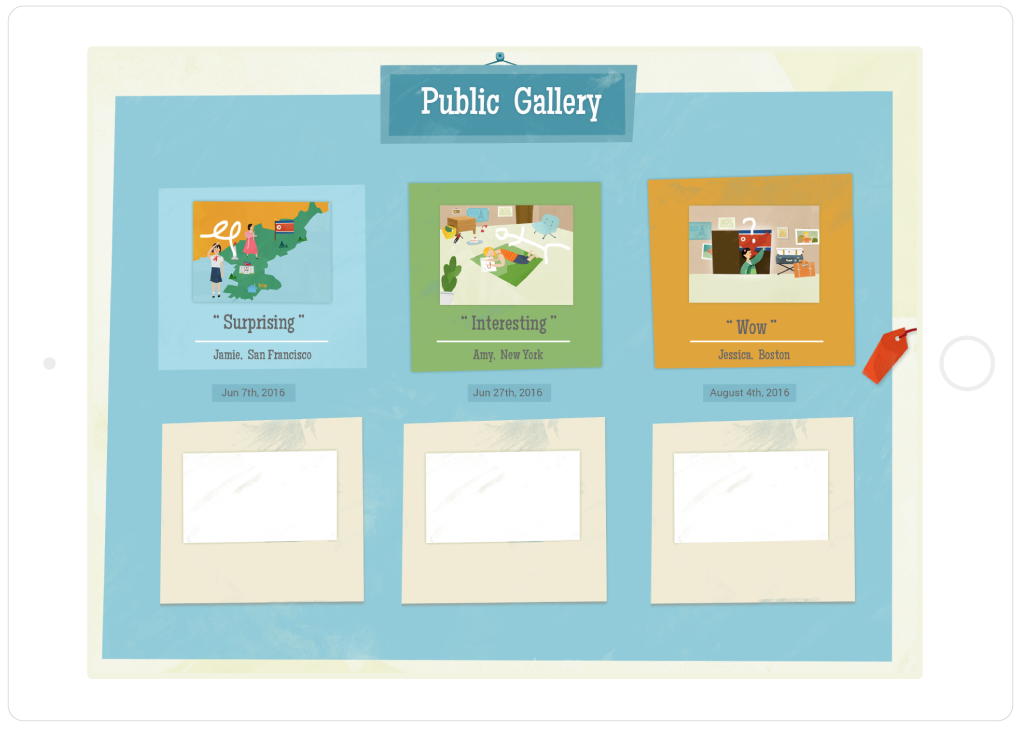 Public Gallery
“ Surprising ”
Jamie, San Francisco
Jun 7th, 2016
“ Interesting ”
Amy, New York
Jun 27th, 2016
“ Wow ”
Jessica, Boston
August 4th, 2016